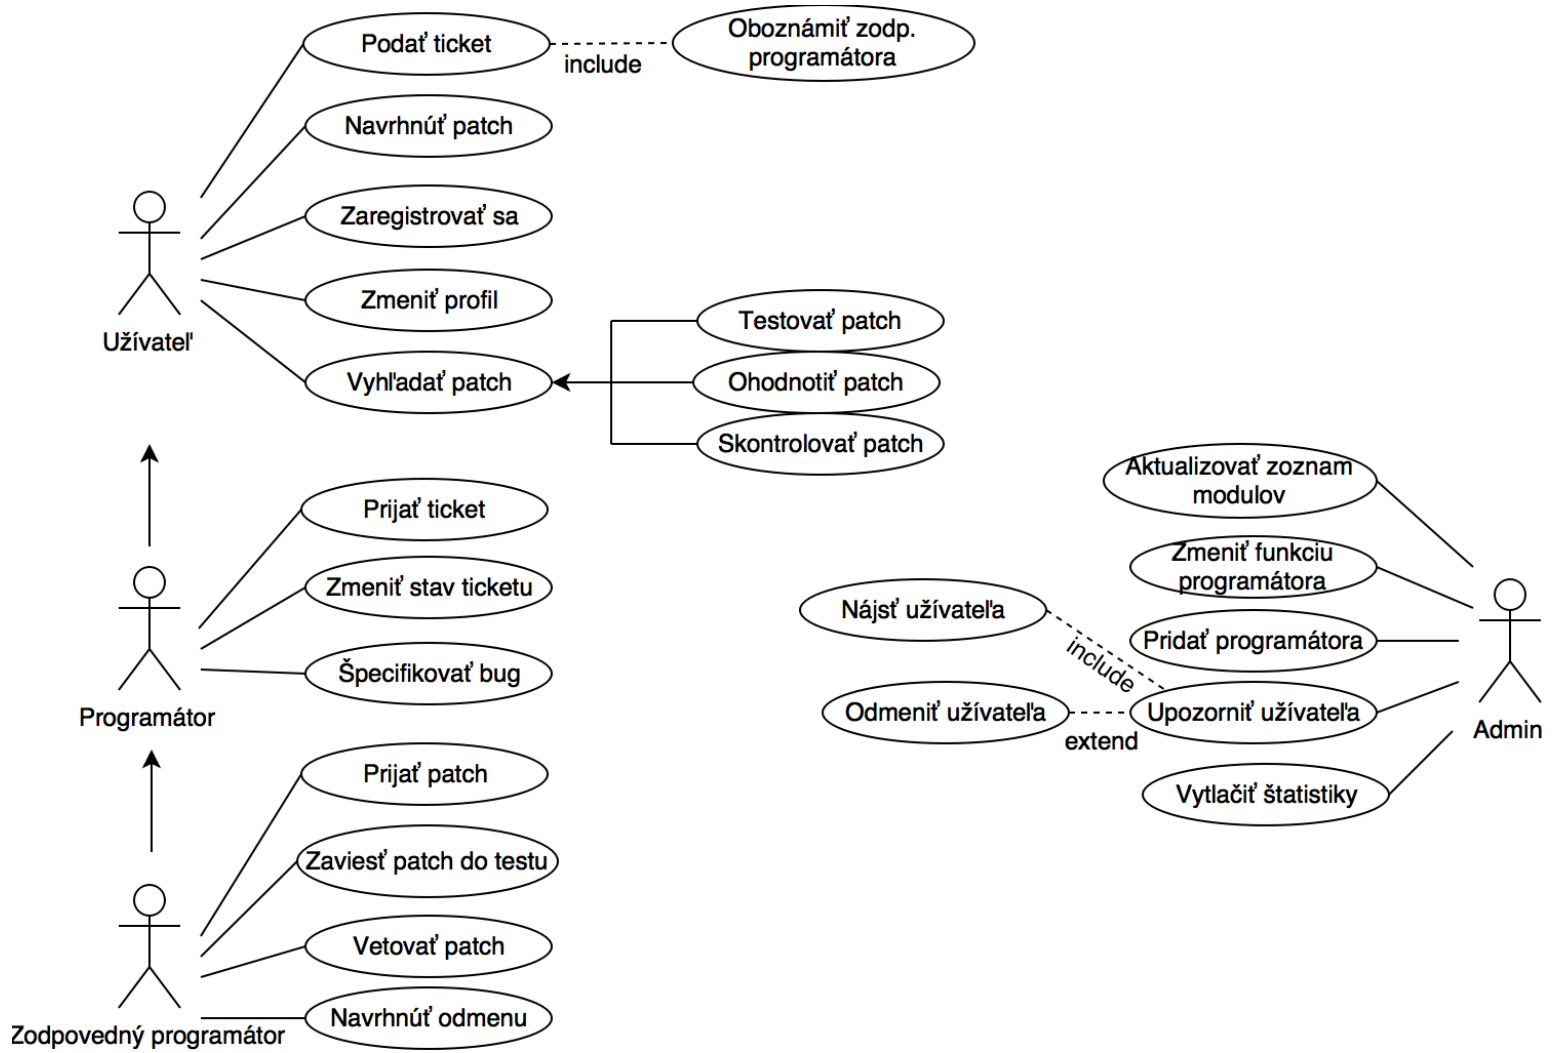 Podať ticket
include
Oboznámiť zodp.
programátora
Navrhnúť patch
Zaregistrovať sa
Zmeniť profil
Užívateľ
Vyhľadať patch
Testovať patch
Ohodnotiť patch
Skontrolovať patch
Prijať ticket
Zmeniť stav ticketu
Špecifikovať bug
Programátor
Aktualizovať zoznam
modulov
Zmeniť funkciu
programátora
Nájsť užívateľa
include
Pridať programátora
Odmeniť užívateľa
extend
Upozorniť užívateľa
Admin
Vytlačiť štatistiky
Prijať patch
Zaviesť patch do testu
Vetovať patch
Navrhnúť odmenu
Zodpovedný programátor